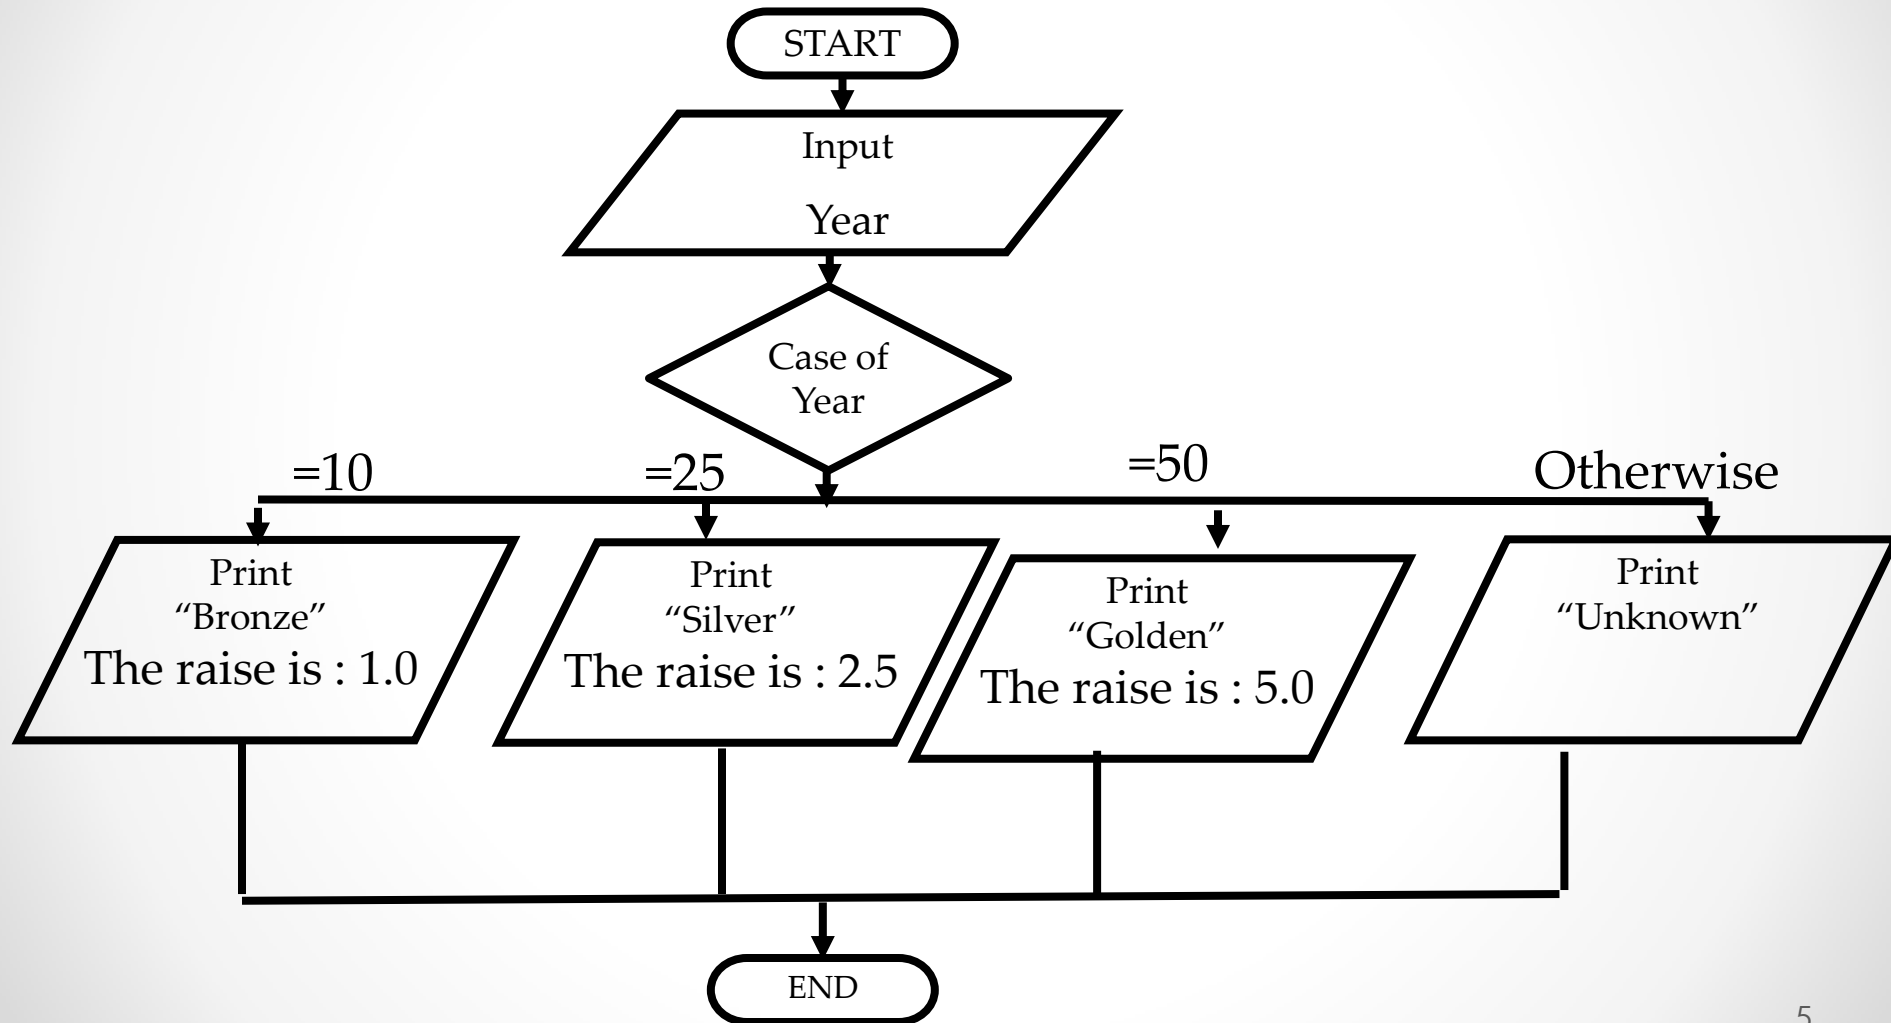 START
Input
Year
Case of
Year
=10
=25
=50
Otherwise
Print
“Bronze”
The raise is : 1.0
Print
“Silver”
The raise is : 2.5
Print
“Golden”
The raise is : 5.0
Print
“Unknown”
END
5